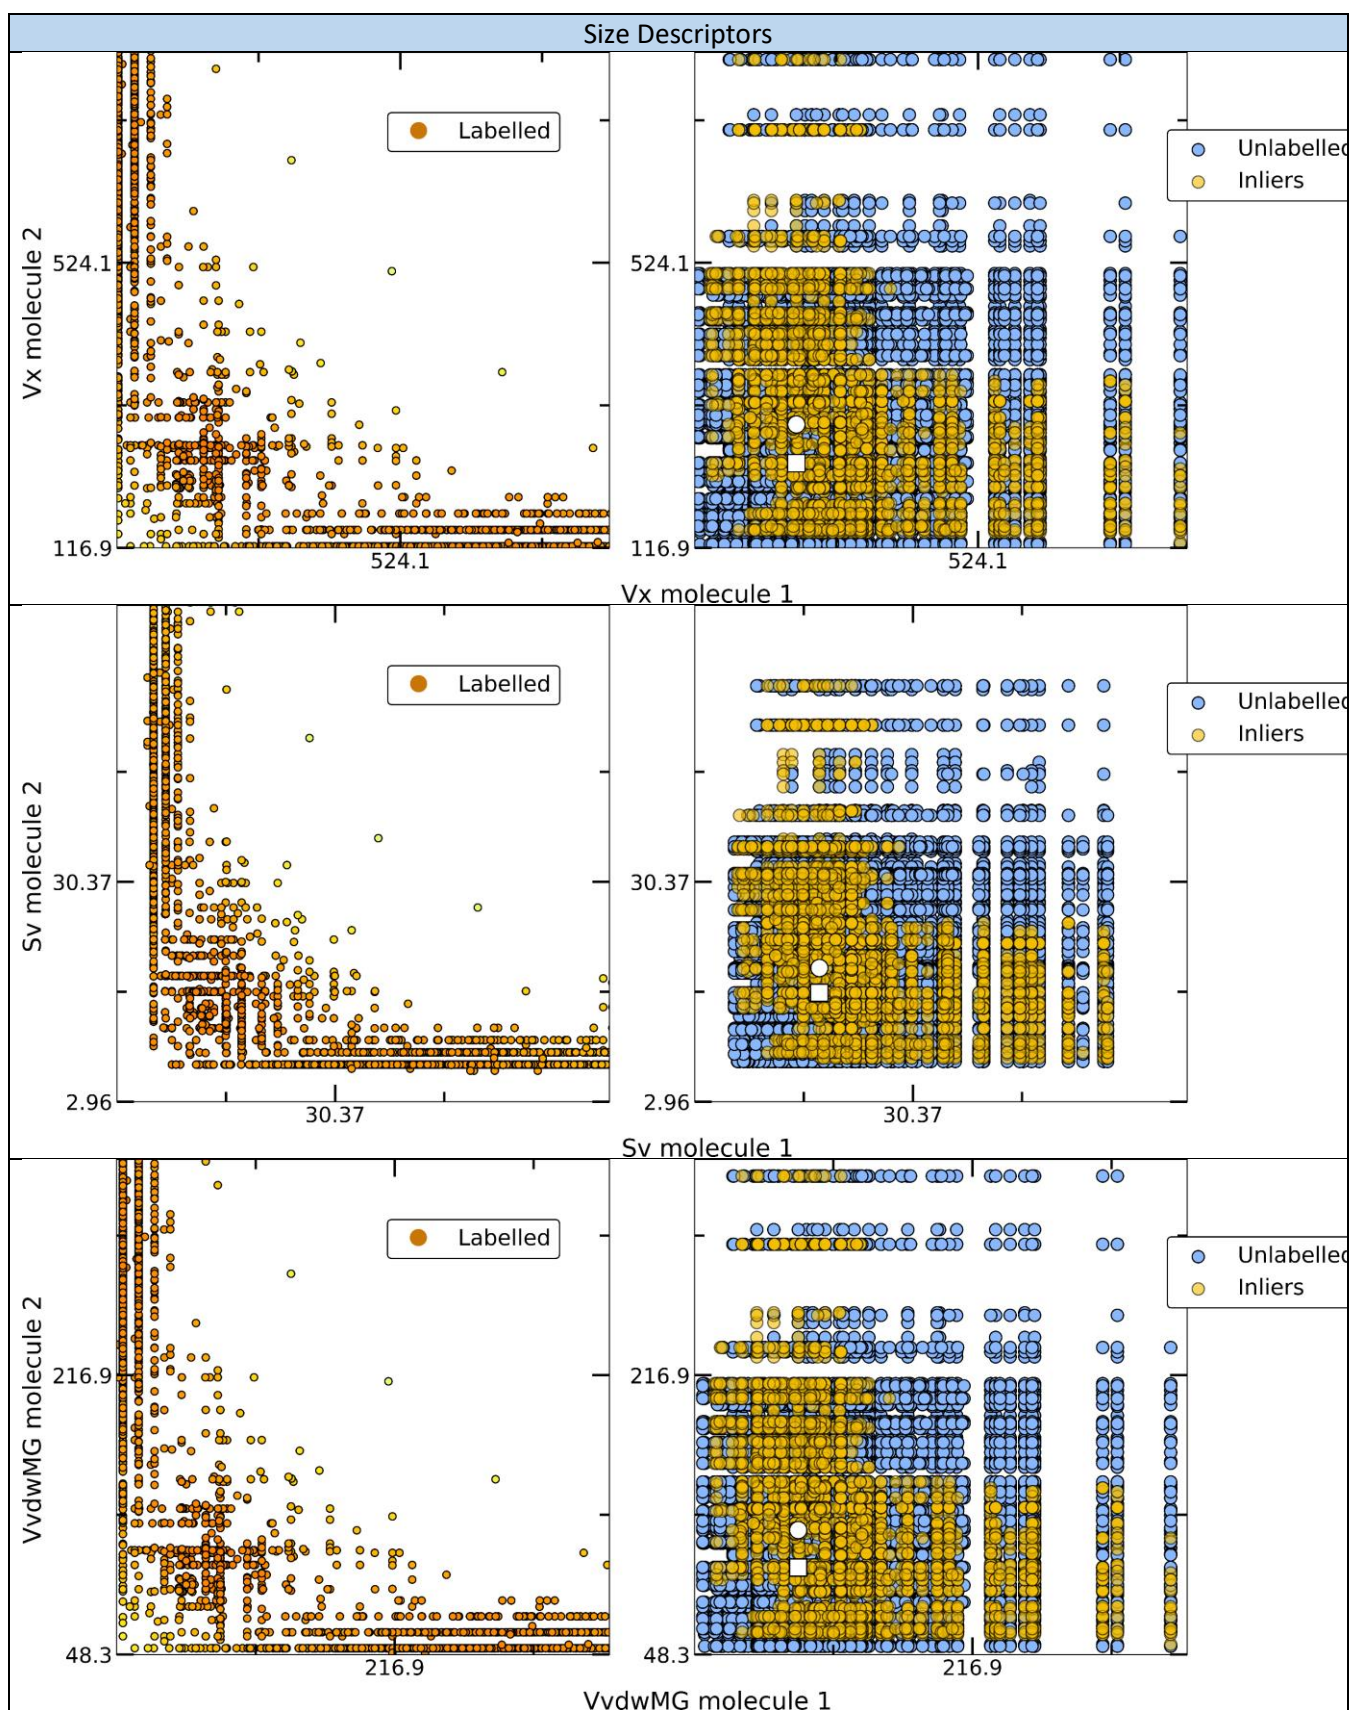 Size Descriptors
Vx molecule 2
524.1
116.9
524.1
Labelled
524.1
116.9
524.1
Unlabelled
Inliers
Vx molecule 1
Sv molecule 2
30.37
2.96
30.37
Labelled
30.37
2.96
30.37
Unlabelled
Inliers
Sv molecule 1
VvdwMG molecule 2
216.9
48.3
216.9
Labelled
216.9
48.3
216.9
Unlabelled
Inliers
VvdwMG molecule 1